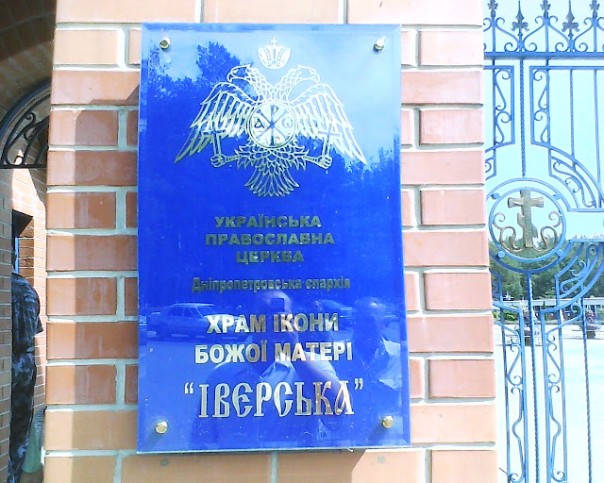 УКРАЇНСЬКА
ПРАВОСЛАВНА
ЦЕРКВА
Дніпропетровська єпархія
ХРАМ ІКОНИ
БОЖОЇ МАТЕРІ
"ІВЕРСЬКА"